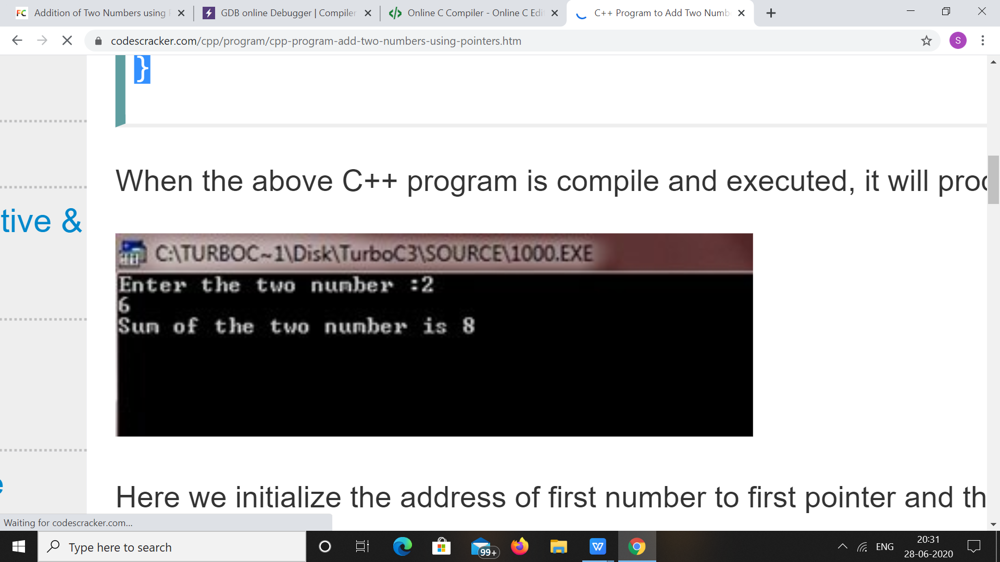 FC Addition of Two Numbers using
GDB online Debugger | Compiler
Online C Compiler - Online C Edi
C++ Program to Add Two Numb
codescracker.com/cpp/program/cpp-program-add-two-numbers-using-pointers.htm
S
}
When the above C++ program is compile and executed, it will prod
tive &
C:\TURBOC~1\Disk\TurboC3\SOURCE\1000.EXE
Enter the two number :2
6
Sum of the two number is 8
Here we initialize the address of first number to first pointer and th
Waiting for codescracker.com...
Type here to search
99+
W
ENG
20:31
28-06-2020